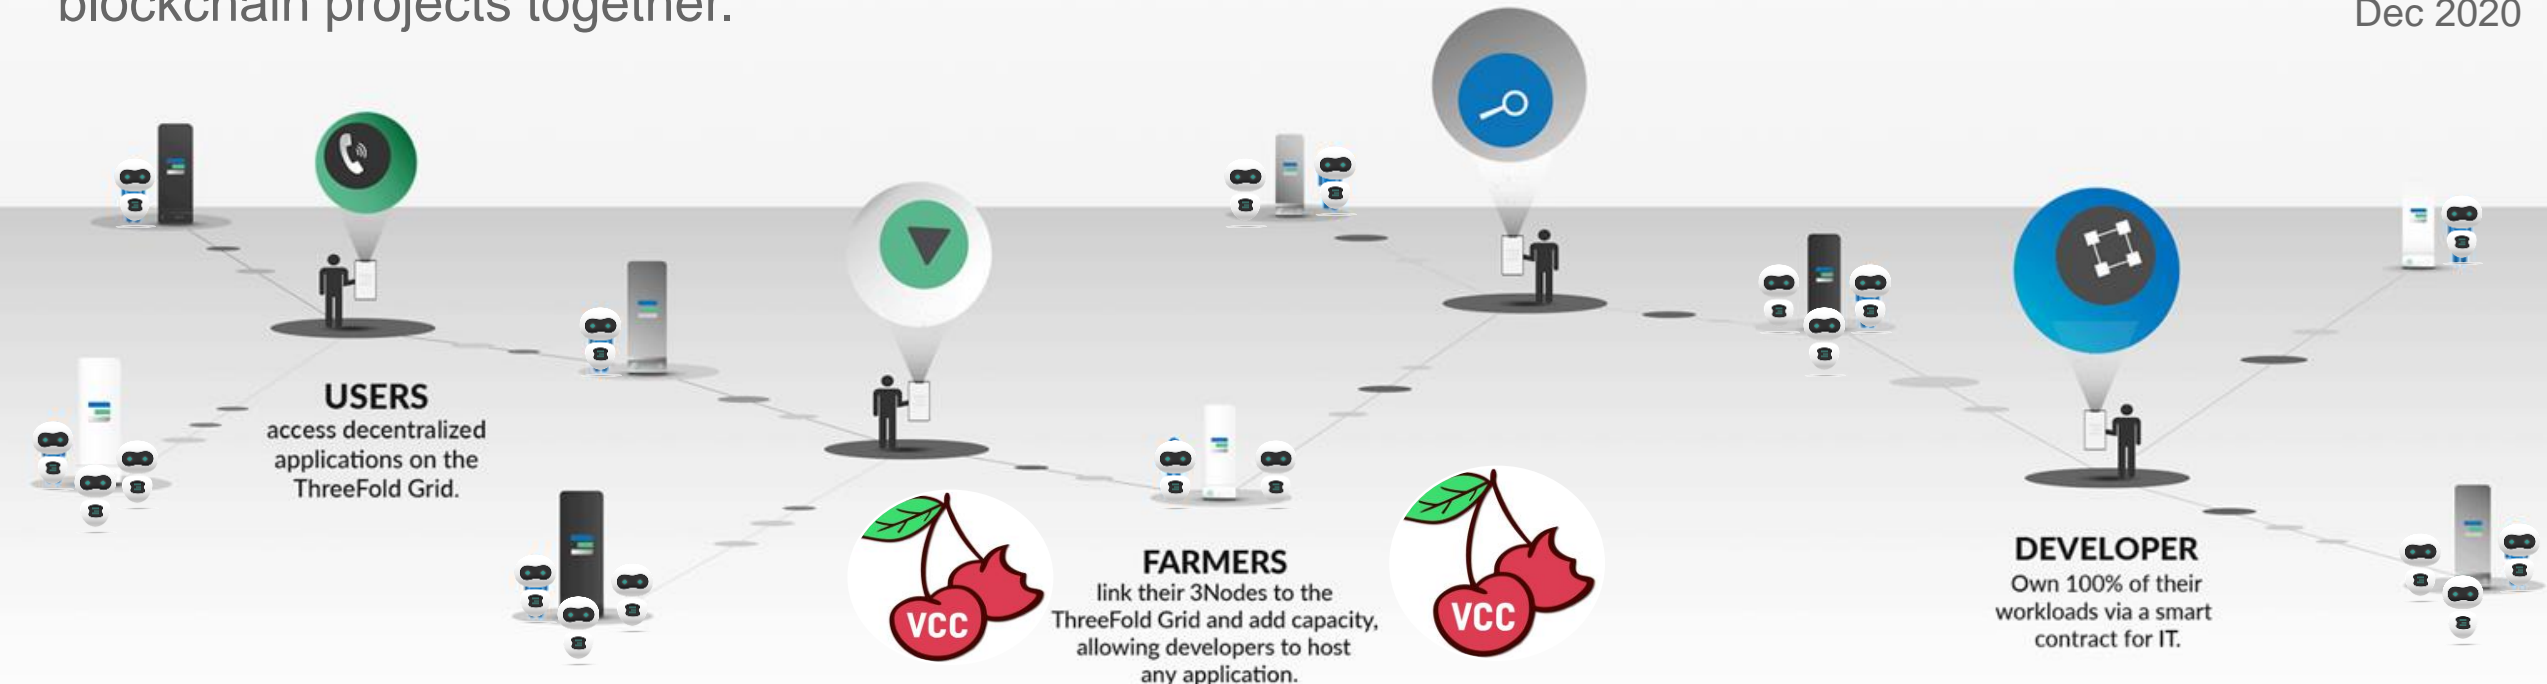 blockchain projects together.
Dec 2020
USERS
access decentralized
applications on the
ThreeFold Grid.
VCC
FARMERS
link their 3Nodes to the
ThreeFold Grid and add capacity,
allowing developers to host
any application.
VCC
DEVELOPER
Own 100% of their
workloads via a smart
contract for IT.